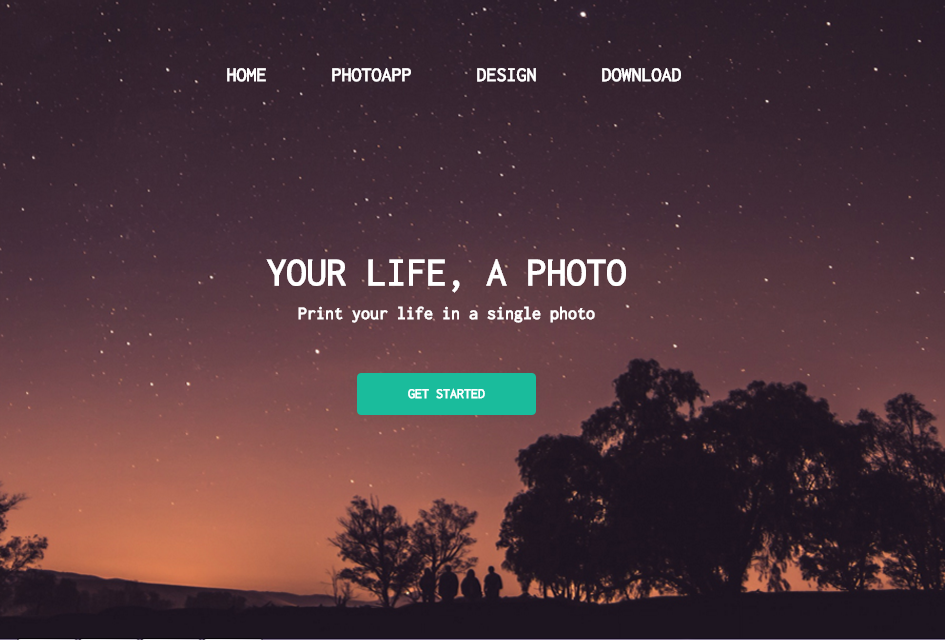 HOME PHOTOAPP DESIGN DOWNLOAD
YOUR LIFE, A PHOTO
Print your life in a single photo
GET STARTED